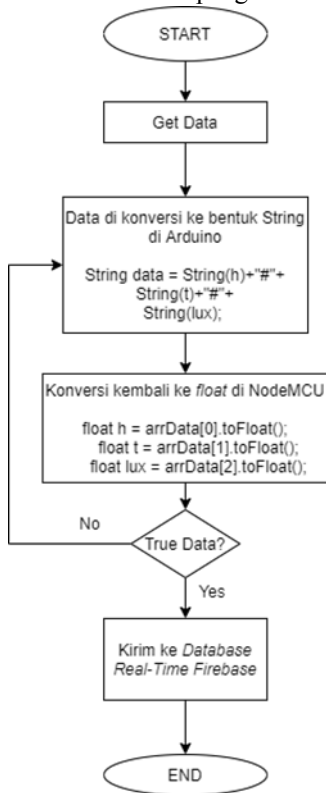 START
Get Data
Data di konversi ke bentuk String
di Arduino
String data = String(h)+"#"+
String(t)+"#"+
String(lux);
Konversi kembali ke float di NodeMCU
float h = arrData[0].toFloat();
float t = arrData[1].toFloat();
float lux = arrData[2].toFloat();
No
True Data?
Yes
Kirim ke Database
Real-Time Firebase
END